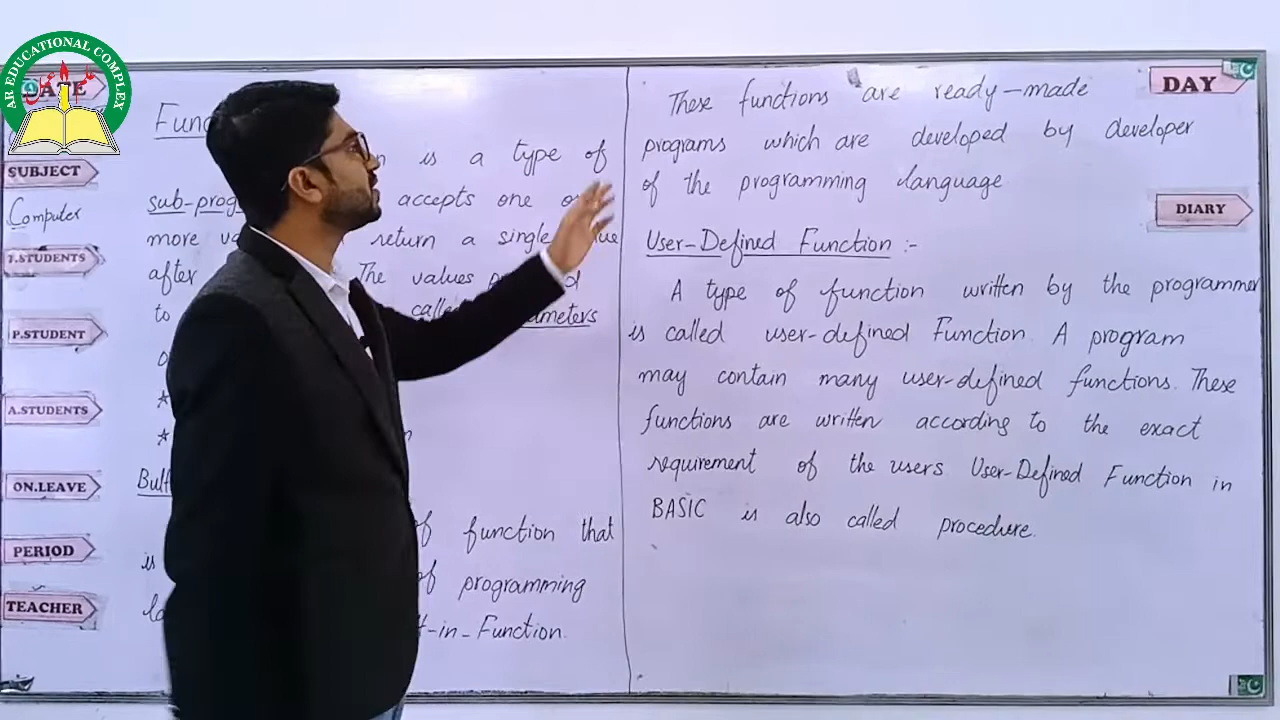 AR EDUCATIONAL COMPLEX
DATE
SUBJECT
Computer
T.STUDENTS
P.STUDENT
A.STUDENTS
ON.LEAVE
PERIOD
TEACHER
Func
is a type of
sub-prog accepts one
more return a single
after The values
to called
*
*
of function that
is of programming
-in-Function.
These functions are ready-made
programs which are developed by developer
of the programming language
User-Defined Function :-
A type of function written by the programmer
is called user-defined Function. A program
may contain many user-defined functions. These
functions are written according to the exact
requirement of the users User-Defined Function in
BASIC is also called procedure.
DAY
DIARY